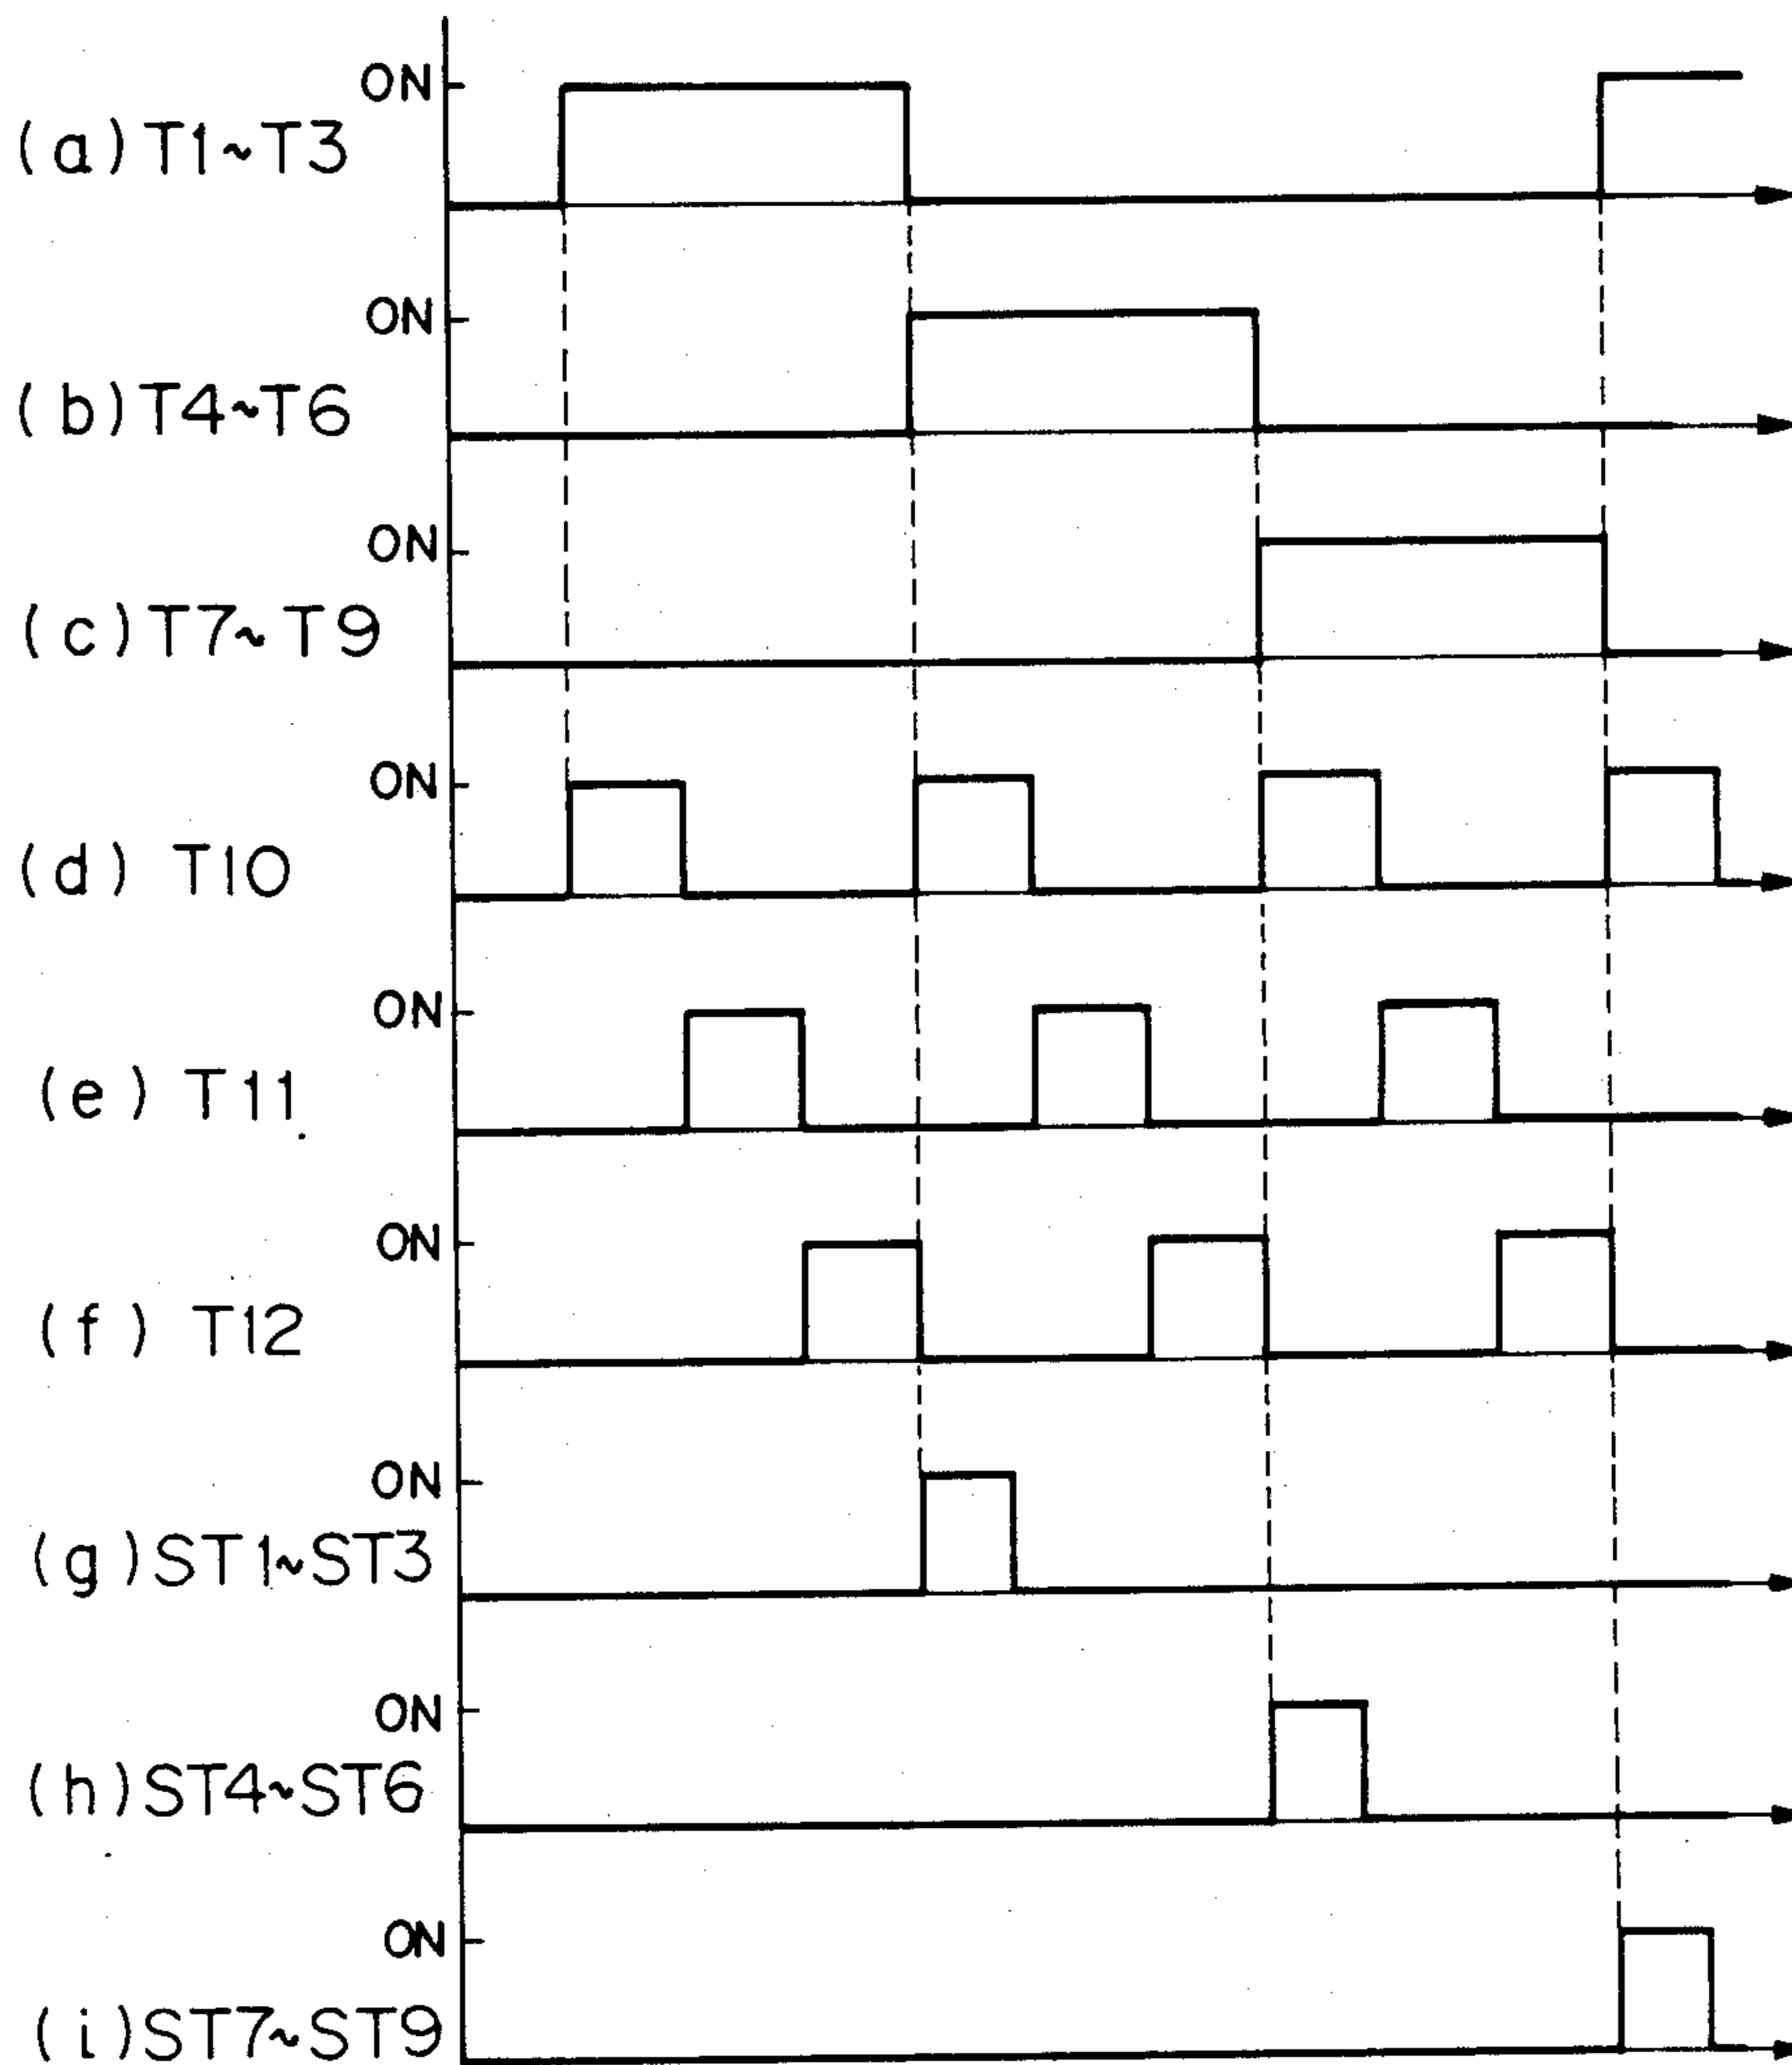 ON
(a) T1~T3
ON
(b) T4~T6
ON
(c) T7~T9
ON
(d) T10
ON
(e) T11
ON
(f) T12
ON
(g) ST1~ST3
ON
(h) ST4~ST6
ON
(i) ST7~ST9